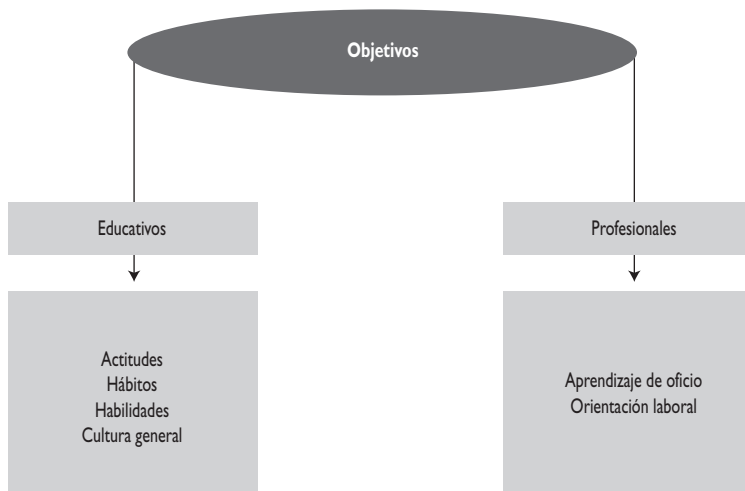 Objetivos
Educativos
Profesionales
Actitudes
Hábitos
Habilidades
Cultura general
Aprendizaje de oficio
Orientación laboral